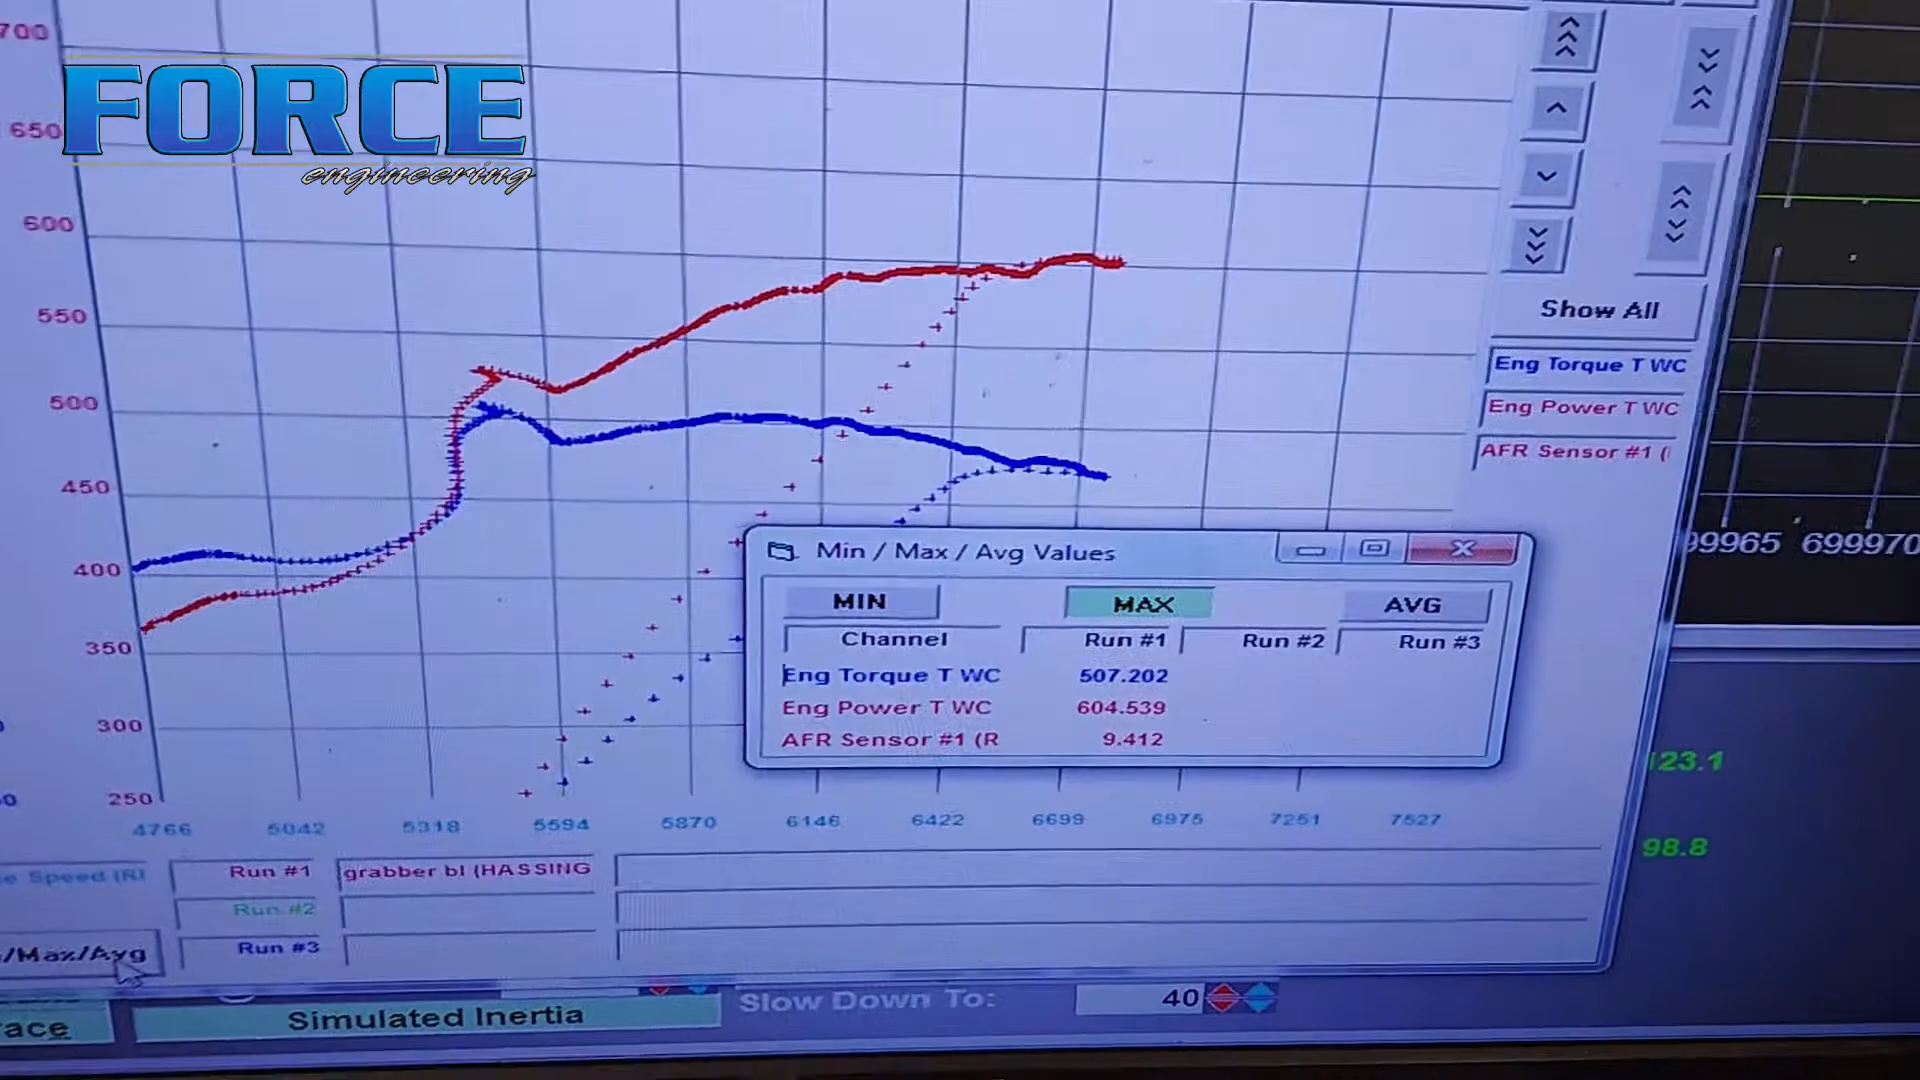 700
FORCE
engineering
650
600
550
500
450
400
350
300
250
4766 5042 5318 5594 5870 6146 6422 6699 6975 7251 7527
Show All
Eng Torque T WC
Eng Power T WC
AFR Sensor #1 (
99965 699970
Min / Max / Avg Values
MIN MAX AVG
Channel Run #1 Run #2 Run #3
Eng Torque T WC 507.202
Eng Power T WC 604.539
AFR Sensor #1 (R 9.412
123.1
98.8
e Speed (RI
Run #1 grabber bl (HASSING
Run #2
/Max/Avg
Run #3
race
Simulated Inertia
Slow Down To: 40